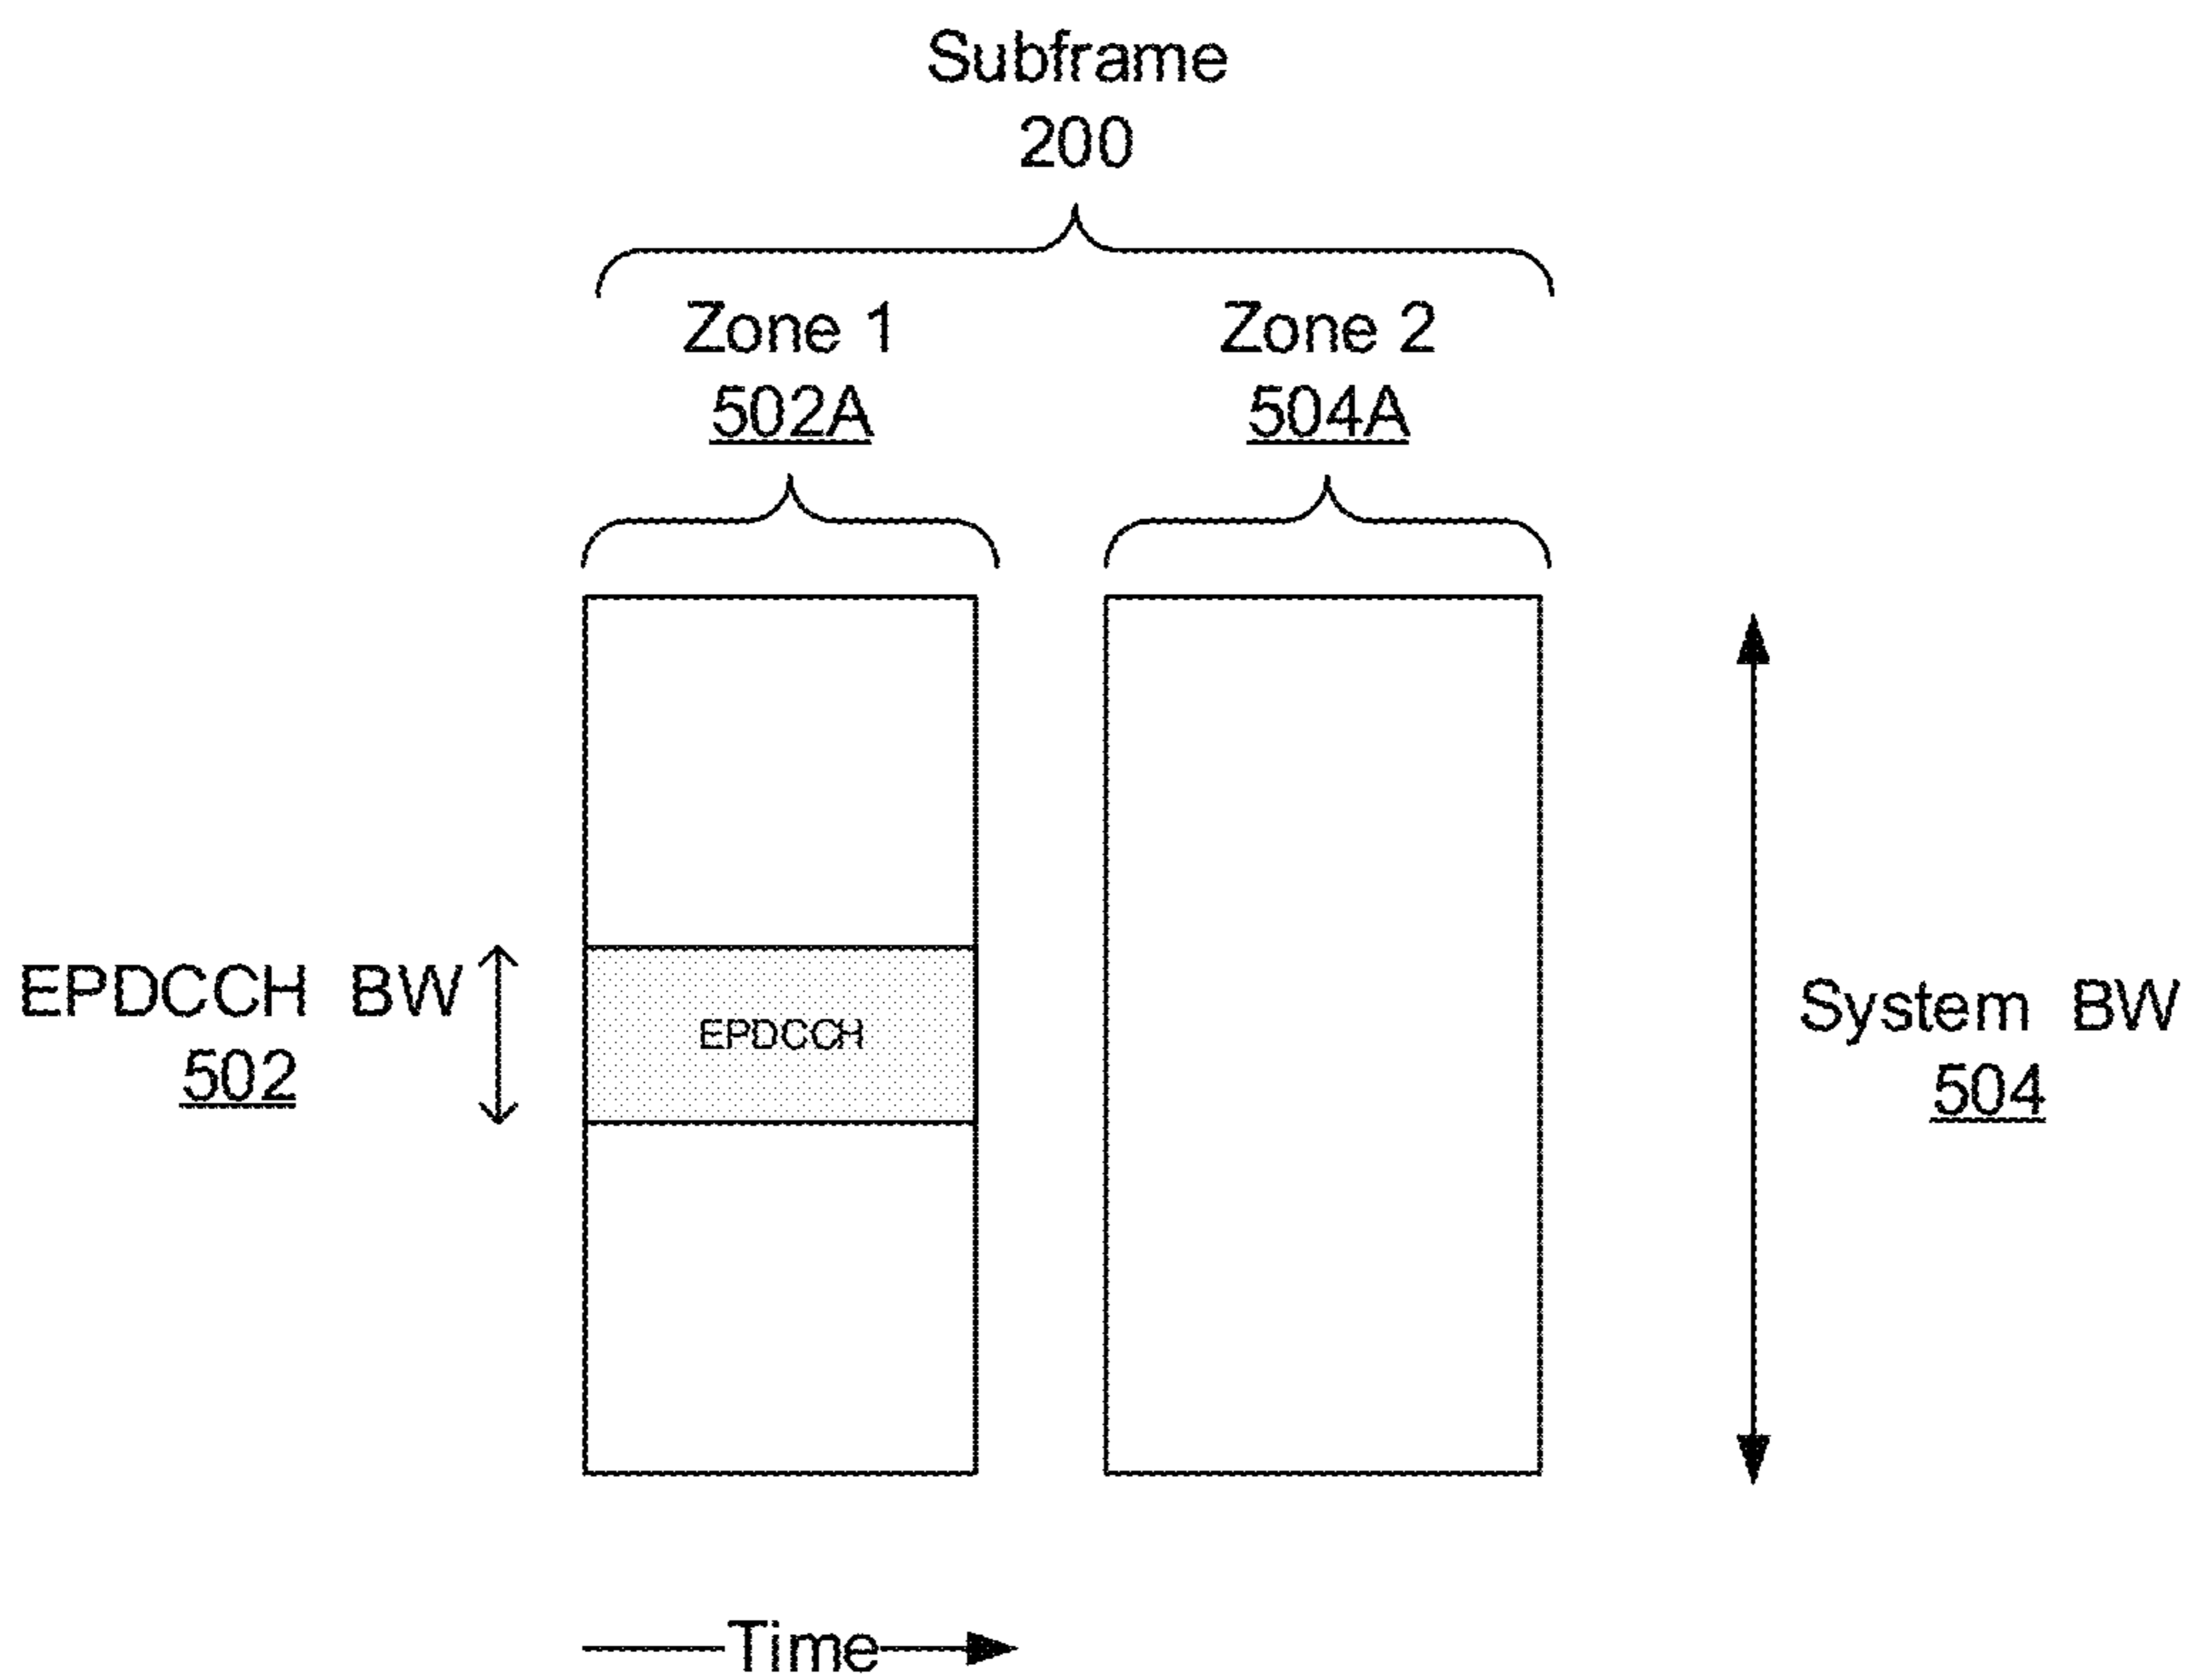 Subframe
200
Zone 1
502A
Zone 2
504A
EPDCCH BW
502
EPDCCH
System BW
504
Time